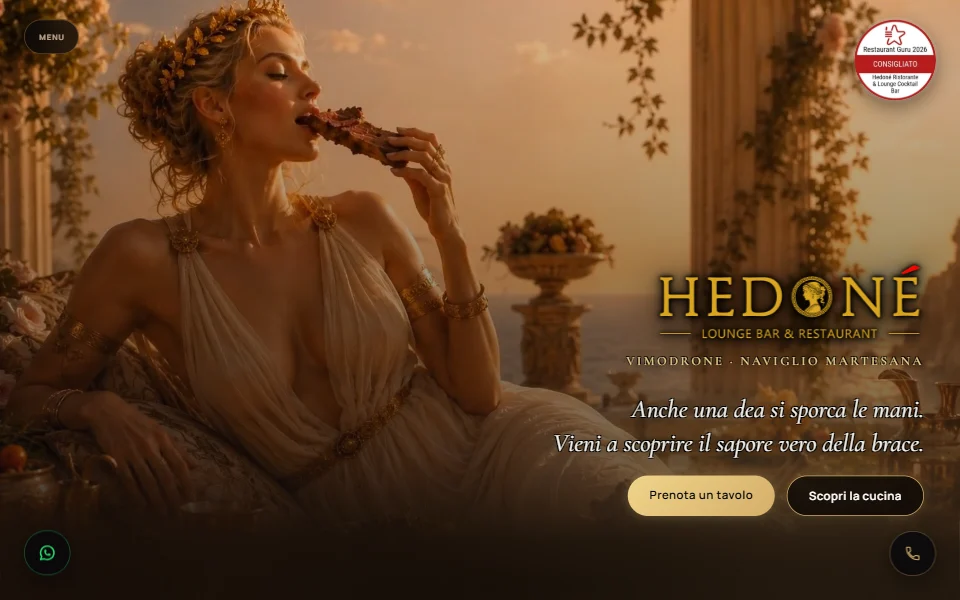 MENU
Restaurant Guru 2026
CONSIGLIATO
Hedoné Ristorante
& Lounge Cocktail
Bar
HEDONÉ
LOUNGE BAR & RESTAURANT
VIMODRONE · NAVIGLIO MARTESANA
Anche una dea si sporca le mani.
Vieni a scoprire il sapore vero della brace.
Prenota un tavolo
Scopri la cucina